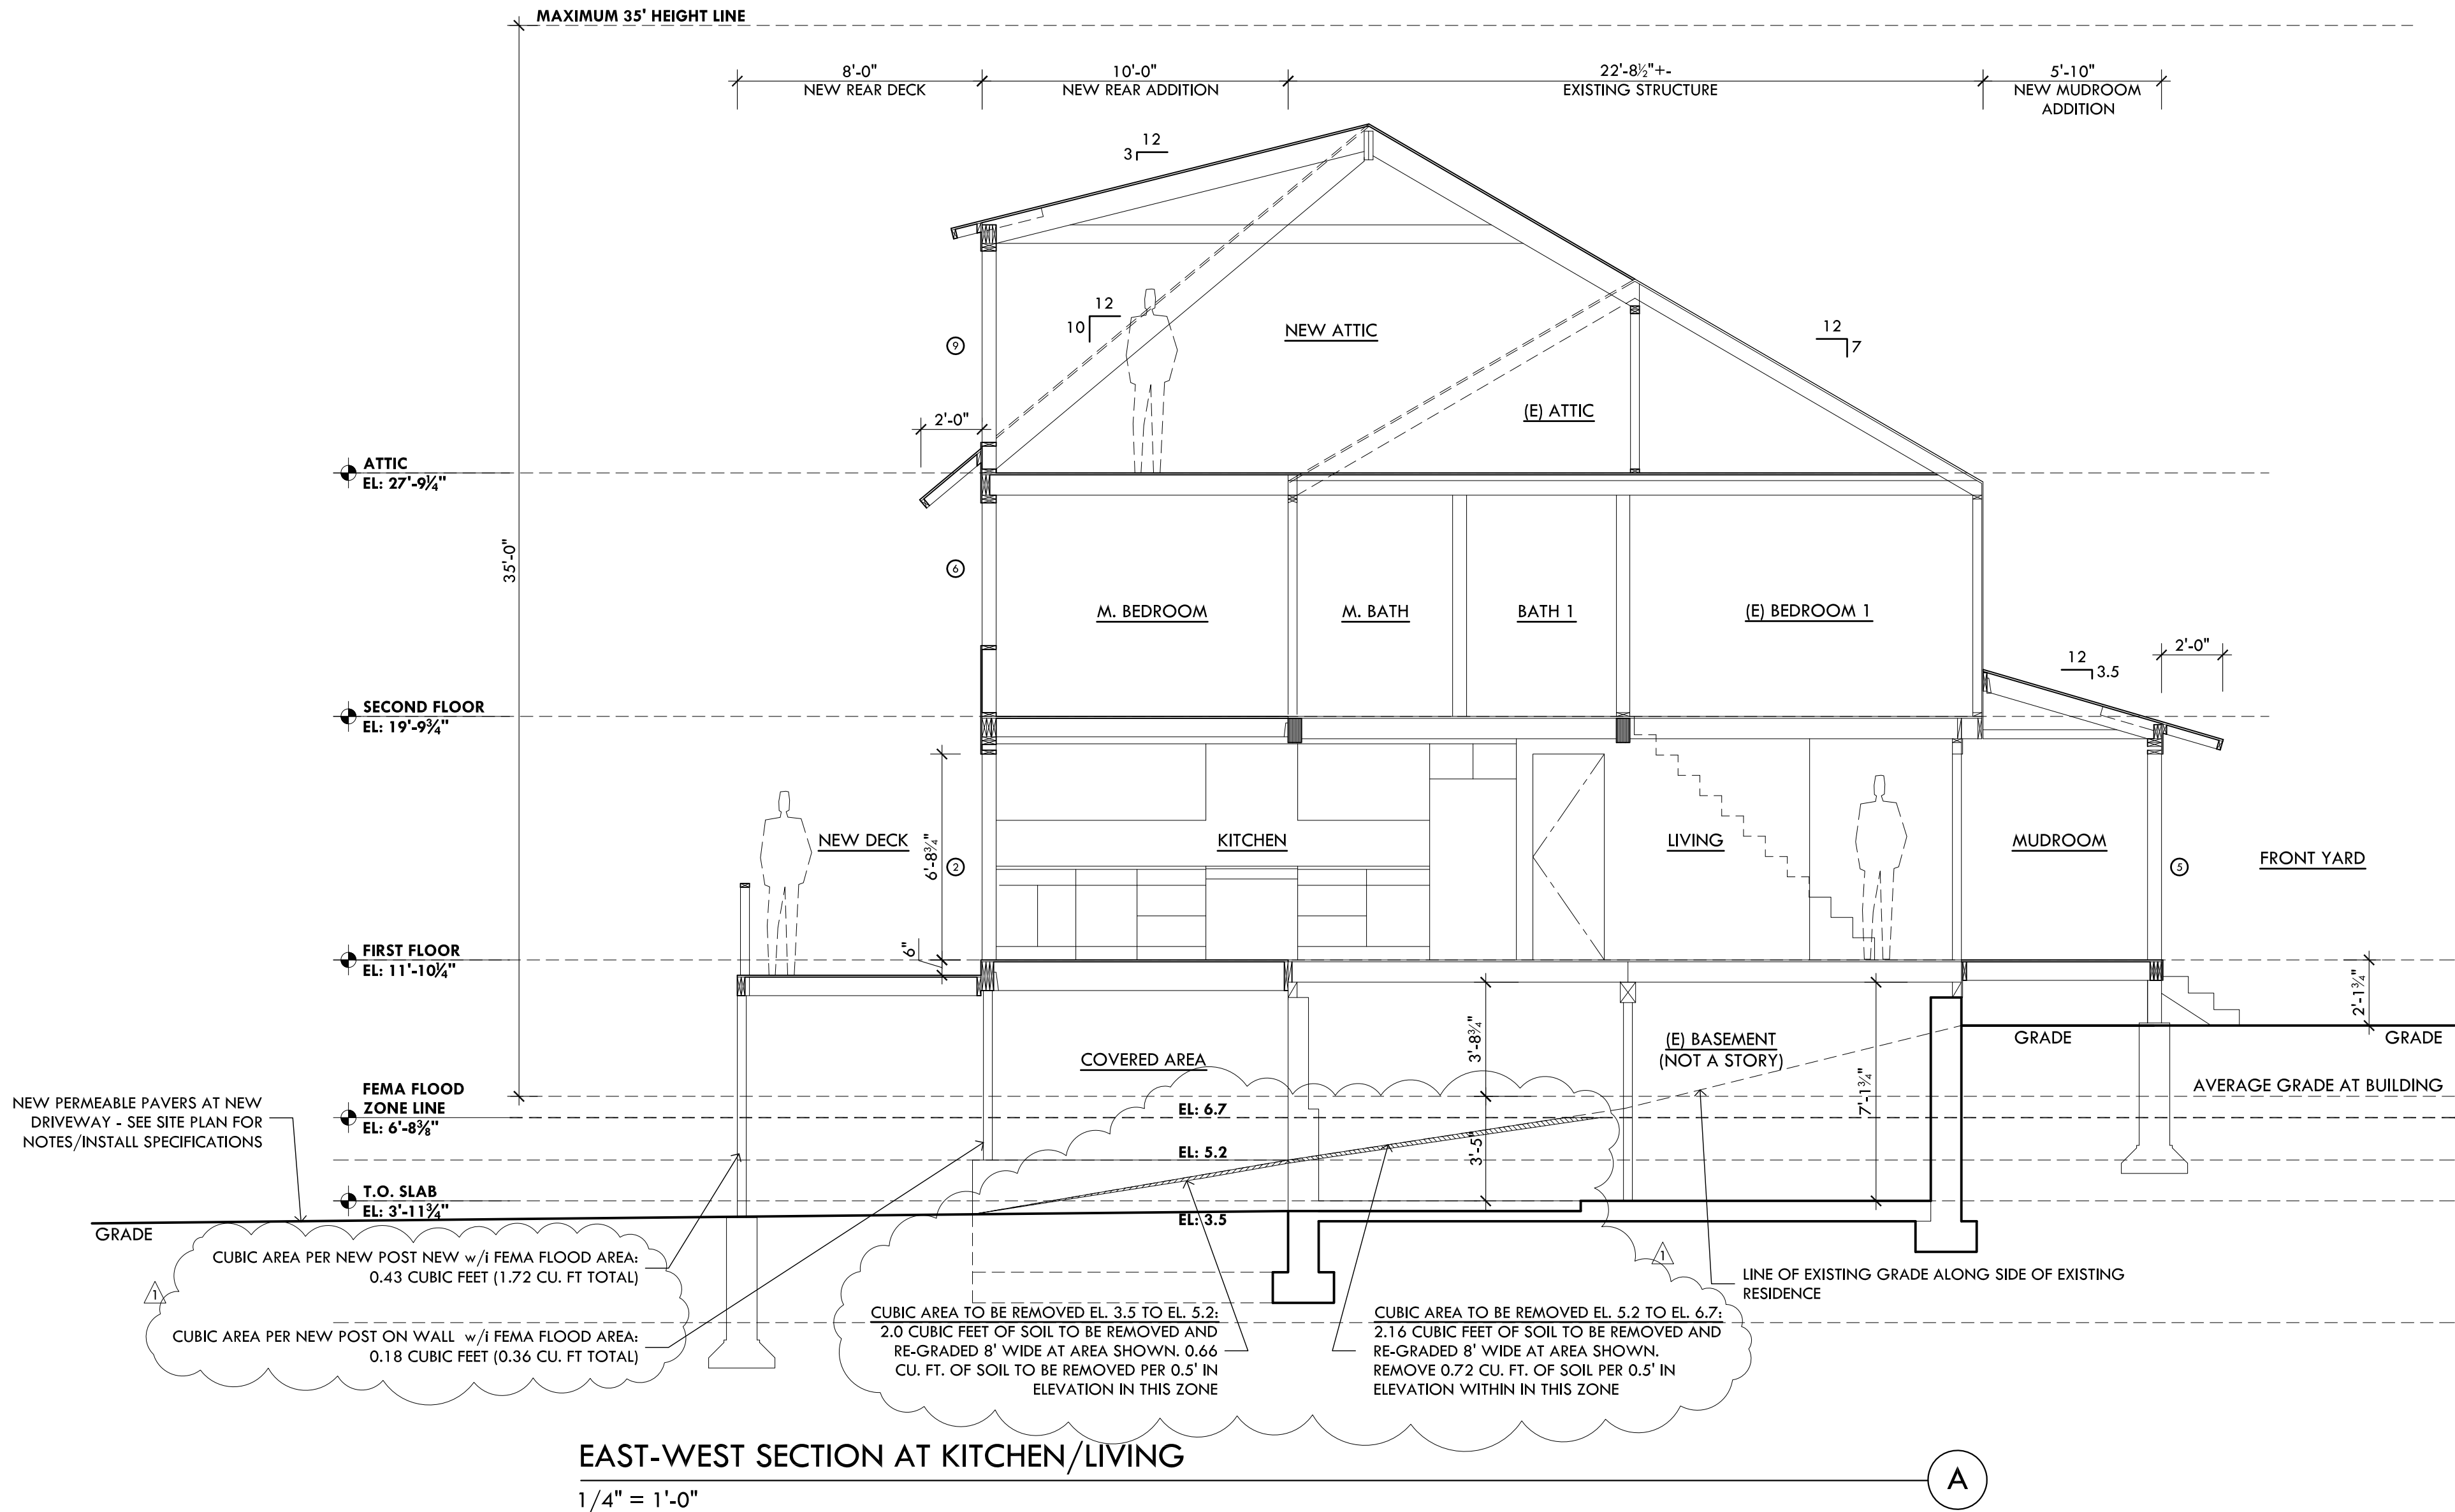 MAXIMUM 35' HEIGHT LINE
8'-0"
NEW REAR DECK
10'-0"
NEW REAR ADDITION
22'-8½"+-
EXISTING STRUCTURE
5'-10"
NEW MUDROOM
ADDITION
12
3
12
10
12
7
9
NEW ATTIC
(E) ATTIC
2'-0"
ATTIC
EL: 27'-9¼"
35'-0"
6
M. BEDROOM
M. BATH
BATH 1
(E) BEDROOM 1
12
3.5
2'-0"
SECOND FLOOR
EL: 19'-9¾"
NEW DECK
6'-8¾"
2
KITCHEN
LIVING
MUDROOM
5
FRONT YARD
FIRST FLOOR
EL: 11'-10¼"
6"
2'-1¾"
3'-8¾"
(E) BASEMENT
(NOT A STORY)
7'-1¾"
GRADE
GRADE
COVERED AREA
AVERAGE GRADE AT BUILDING
FEMA FLOOD
ZONE LINE
EL: 6'-8⅜"
NEW PERMEABLE PAVERS AT NEW
DRIVEWAY - SEE SITE PLAN FOR
NOTES/INSTALL SPECIFICATIONS
EL: 6.7
EL: 5.2
3'-5"
T.O. SLAB
EL: 3'-11¾"
EL: 3.5
GRADE
CUBIC AREA PER NEW POST NEW w/i FEMA FLOOD AREA:
0.43 CUBIC FEET (1.72 CU. FT TOTAL)
1
CUBIC AREA PER NEW POST ON WALL w/i FEMA FLOOD AREA:
0.18 CUBIC FEET (0.36 CU. FT TOTAL)
1
LINE OF EXISTING GRADE ALONG SIDE OF EXISTING
RESIDENCE
CUBIC AREA TO BE REMOVED EL. 3.5 TO EL. 5.2:
2.0 CUBIC FEET OF SOIL TO BE REMOVED AND
RE-GRADED 8' WIDE AT AREA SHOWN. 0.66
CU. FT. OF SOIL TO BE REMOVED PER 0.5' IN
ELEVATION IN THIS ZONE
CUBIC AREA TO BE REMOVED EL. 5.2 TO EL. 6.7:
2.16 CUBIC FEET OF SOIL TO BE REMOVED AND
RE-GRADED 8' WIDE AT AREA SHOWN.
REMOVE 0.72 CU. FT. OF SOIL PER 0.5' IN
ELEVATION WITHIN IN THIS ZONE
EAST-WEST SECTION AT KITCHEN/LIVING
A
1/4" = 1'-0"